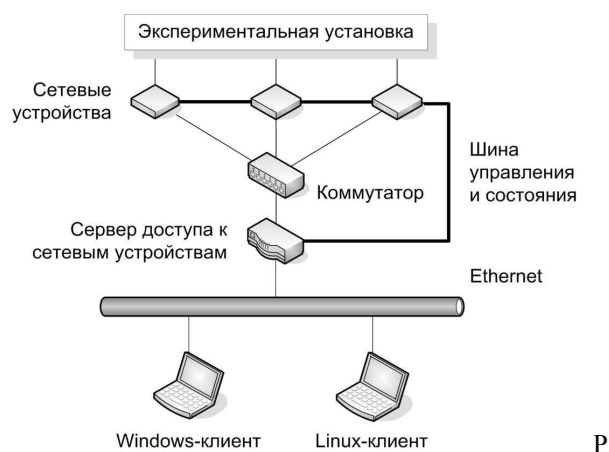 Экспериментальная установка
Сетевые
устройства
Шина
управления
и состояния
Коммутатор
Сервер доступа к
сетевым устройствам
Ethernet
Windows-клиент
Linux-клиент
Р